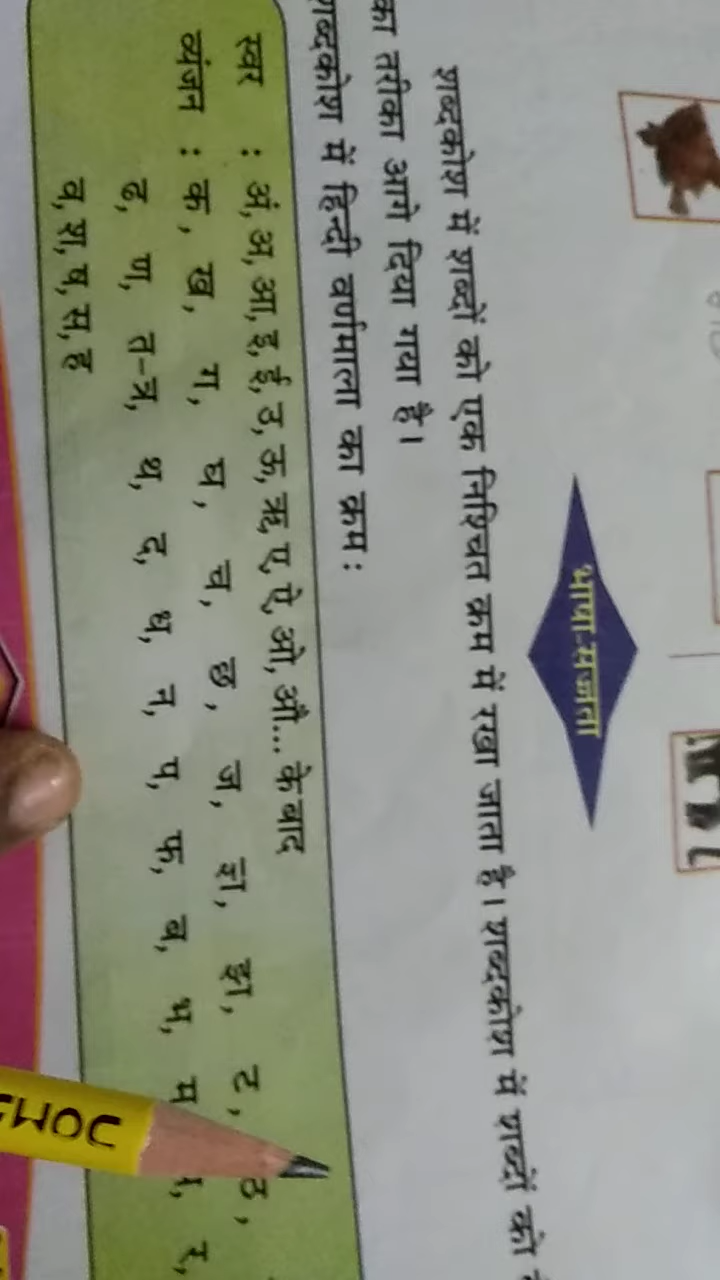 भाषा-सज्जता
शब्दकोश में शब्दों को एक निश्चित क्रम में रखा जाता है। शब्दकोश में शब्दों को
का तरीका आगे दिया गया है।
शब्दकोश में हिन्दी वर्णमाला का क्रम :
स्वर : अं, अ, आ, इ, ई, उ, ऊ, ऋ, ए, ऐ, ओ, औ... के बाद
व्यंजन : क, ख, ग, घ, च, छ, ज, झ, ञ, ट, ठ,
ढ, ण, त-त्र, थ, द, ध, न, प, फ, ब, भ, म, र,
व, श, ष, स, ह
DOMS